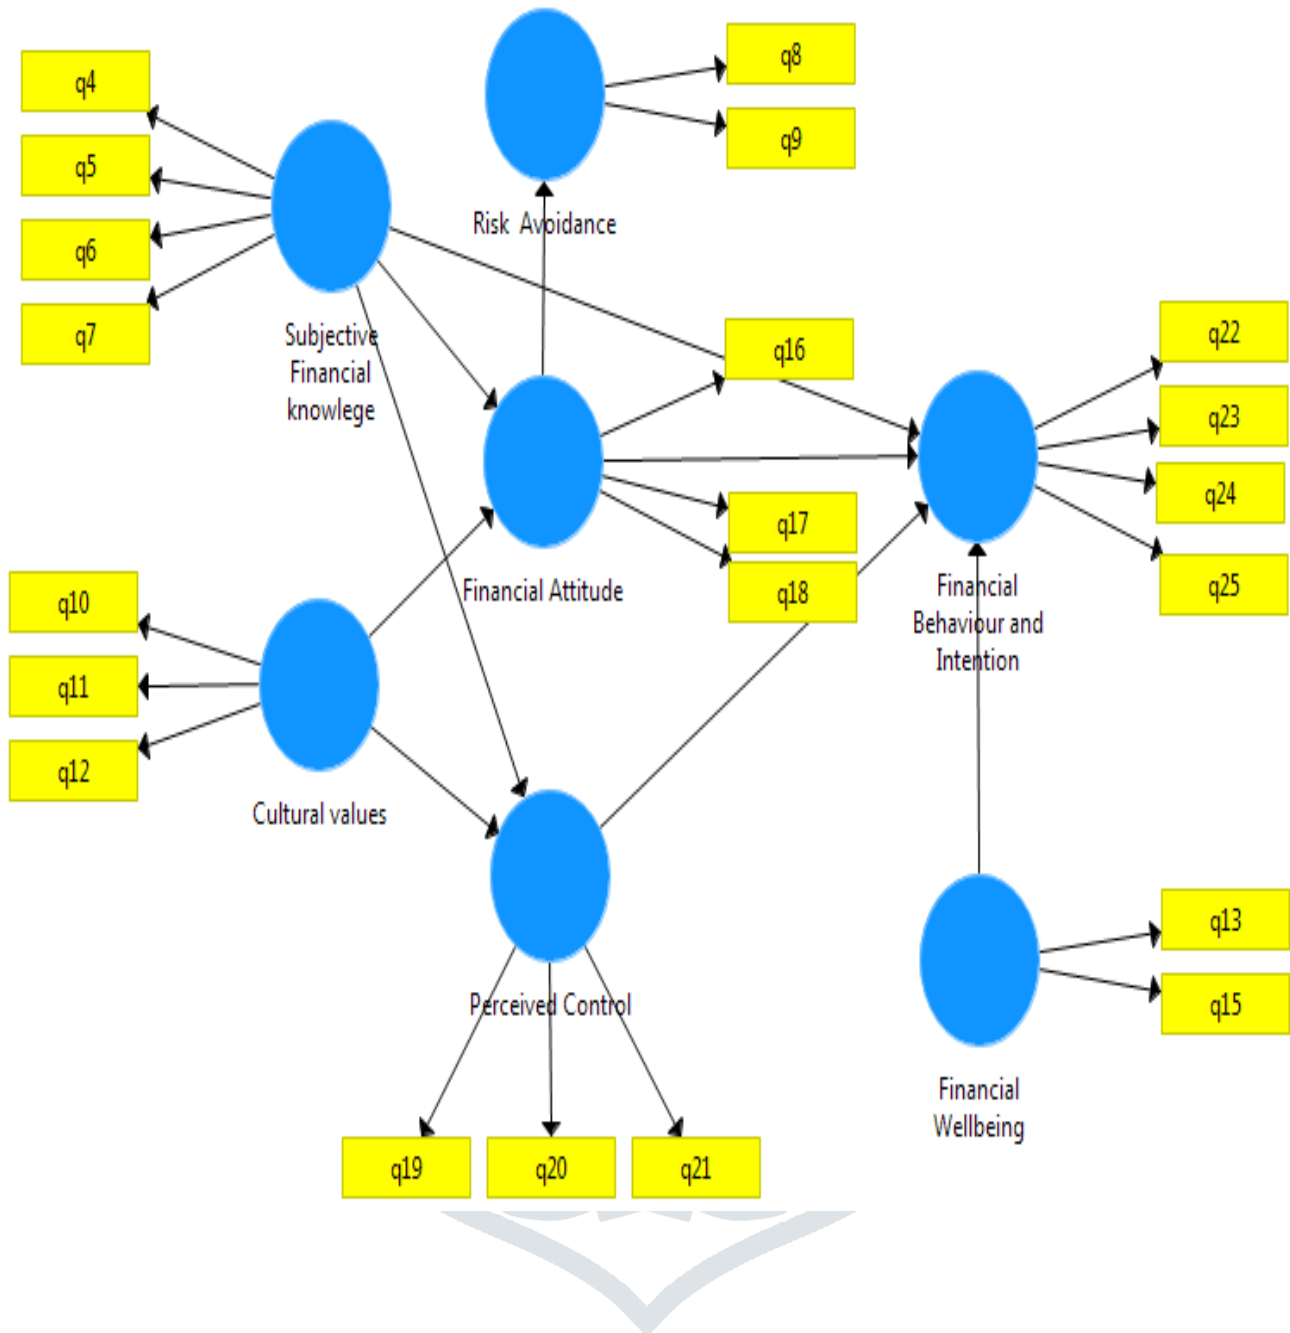 q4
q5
q6
q7
Subjective
Financial
knowlege
q8
q9
Risk  Avoidance
q16
q17
q18
Financial Attitude
q22
q23
q24
q25
Financial
Behaviour and
Intention
q10
q11
q12
Cultural values
Perceived Control
q19
q20
q21
q13
q15
Financial
Wellbeing